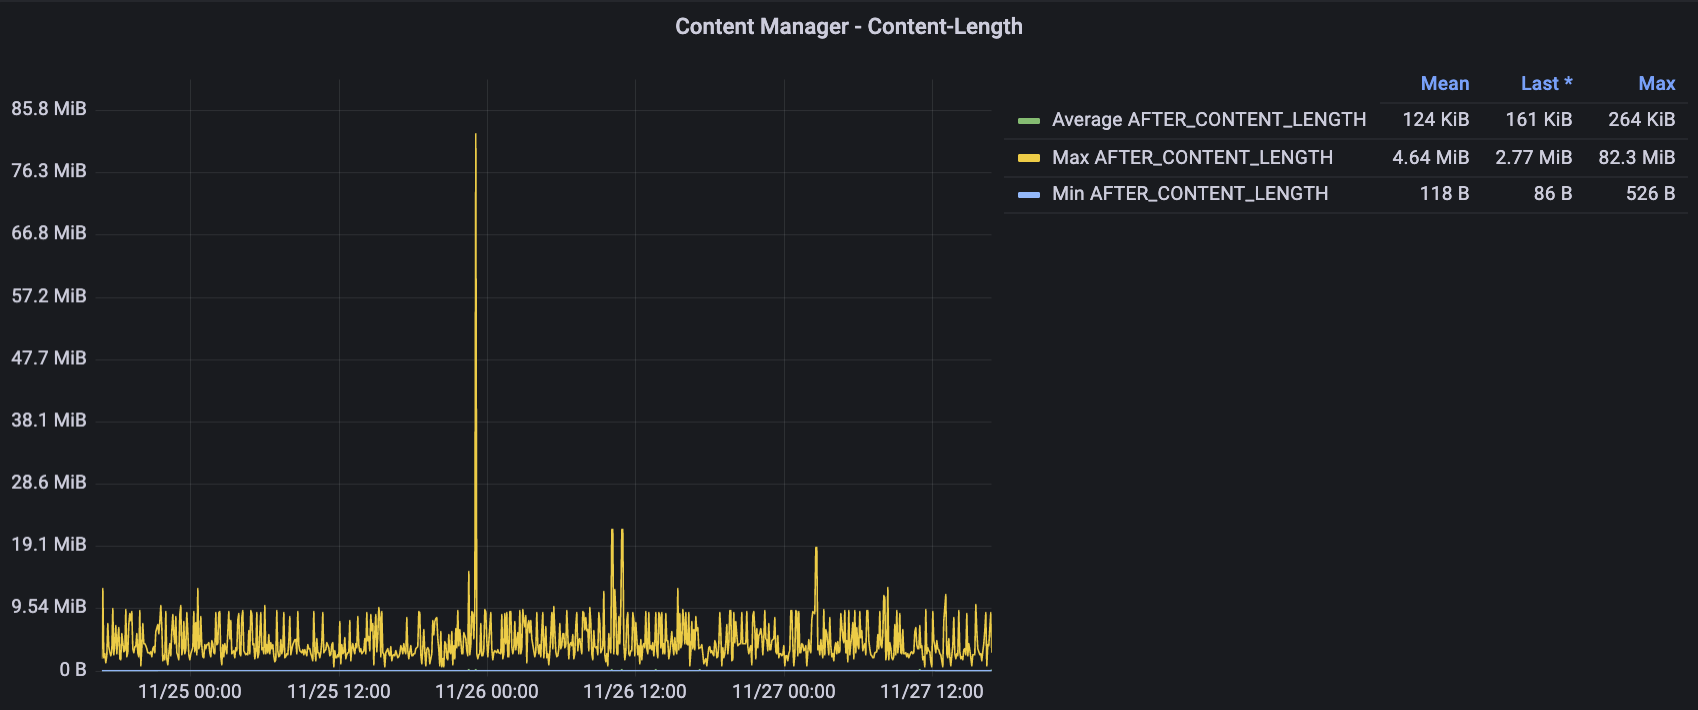 Content Manager - Content-Length
Mean Last * Max
Average AFTER_CONTENT_LENGTH 124 KiB 161 KiB 264 KiB
Max AFTER_CONTENT_LENGTH 4.64 MiB 2.77 MiB 82.3 MiB
Min AFTER_CONTENT_LENGTH 118 B 86 B 526 B
85.8 MiB
76.3 MiB
66.8 MiB
57.2 MiB
47.7 MiB
38.1 MiB
28.6 MiB
19.1 MiB
9.54 MiB
0 B
11/25 00:00 11/25 12:00 11/26 00:00 11/26 12:00 11/27 00:00 11/27 12:00